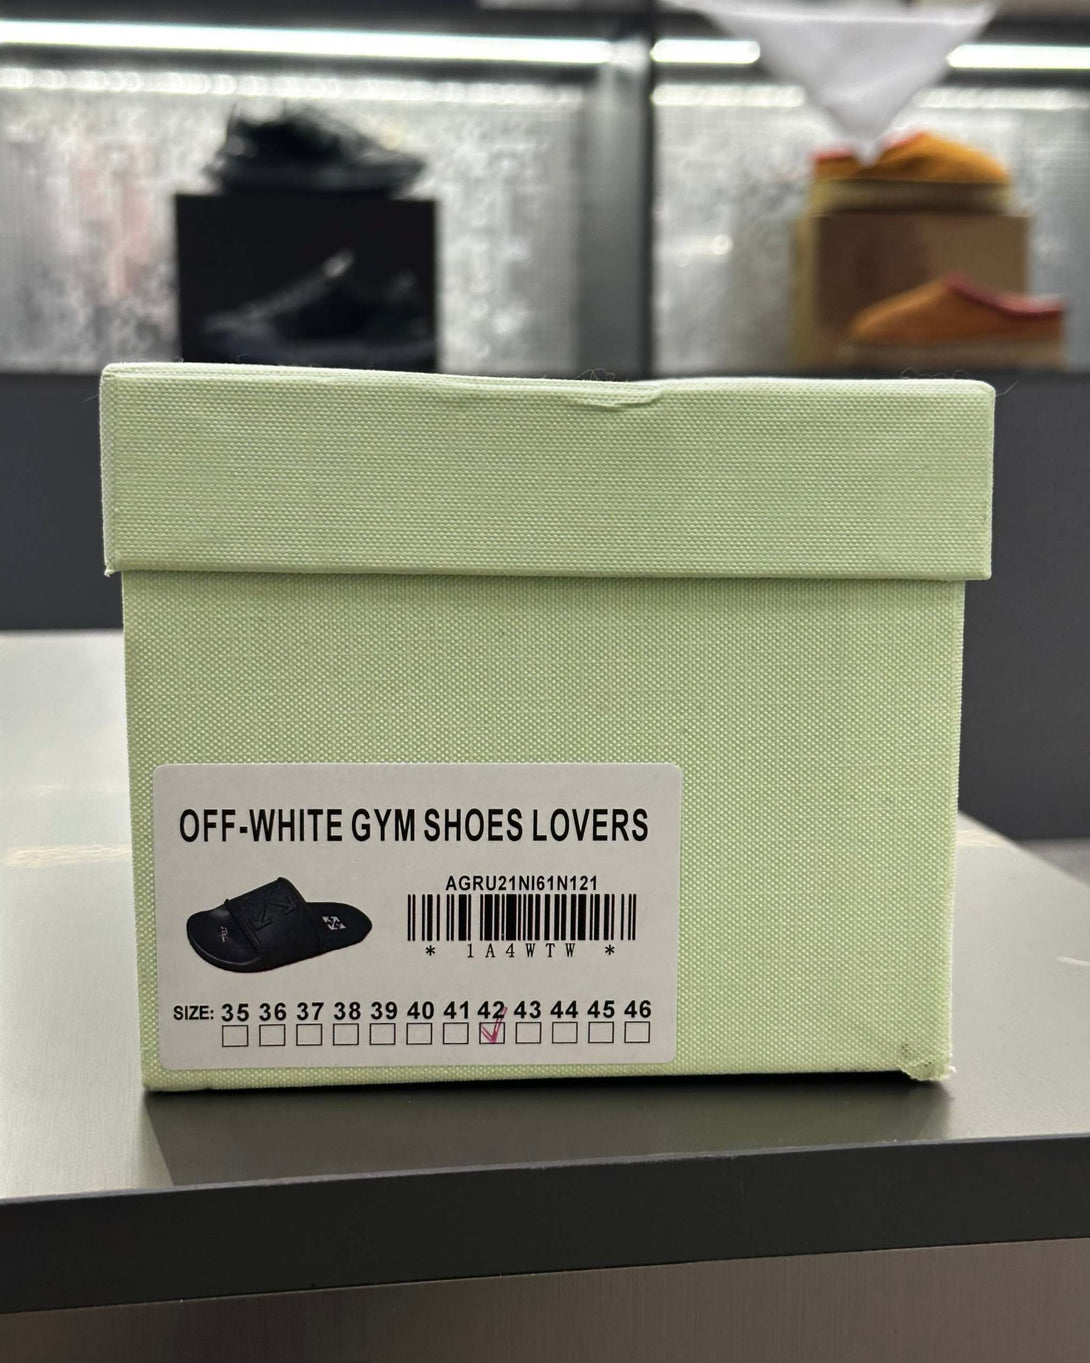 OFF-WHITE GYM SHOES LOVERS
AGRU21NI61N121
* 1A4WTW *
SIZE: 35 36 37 38 39 40 41 42 43 44 45 46